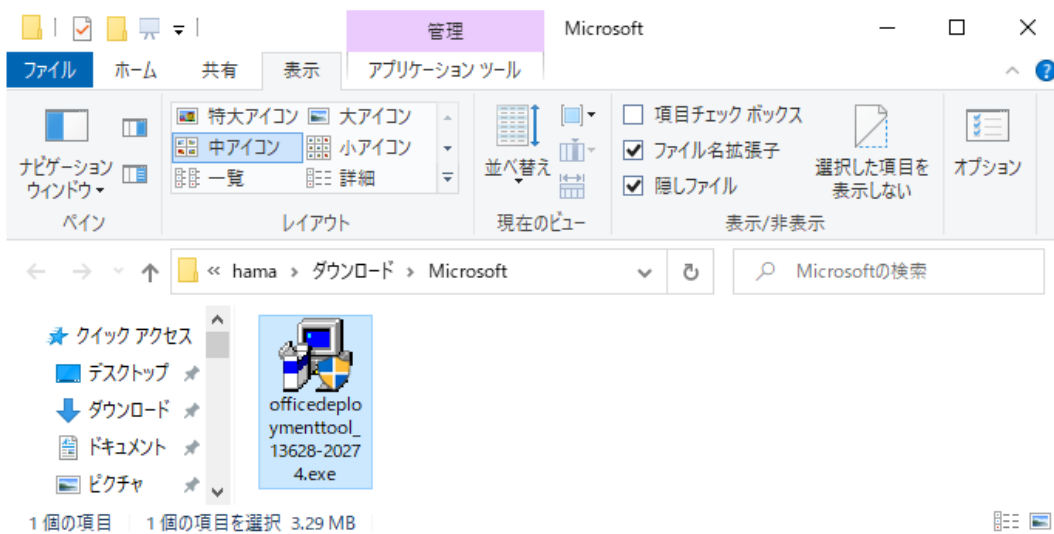 管理
Microsoft
ファイル
ホーム
共有
表示
アプリケーション ツール
?
ナビゲーション
ウィンドウ
ペイン
特大アイコン
大アイコン
中アイコン
小アイコン
一覧
詳細
レイアウト
並べ替え
現在のビュー
項目チェック ボックス
ファイル名拡張子
隠しファイル
選択した項目を
表示しない
表示/非表示
オプション
« hama › ダウンロード › Microsoft
Microsoftの検索
クイック アクセス
デスクトップ
ダウンロード
ドキュメント
ピクチャ
officedeplo
ymenttool_
13628-2027
4.exe
1 個の項目
1 個の項目を選択 3.29 MB